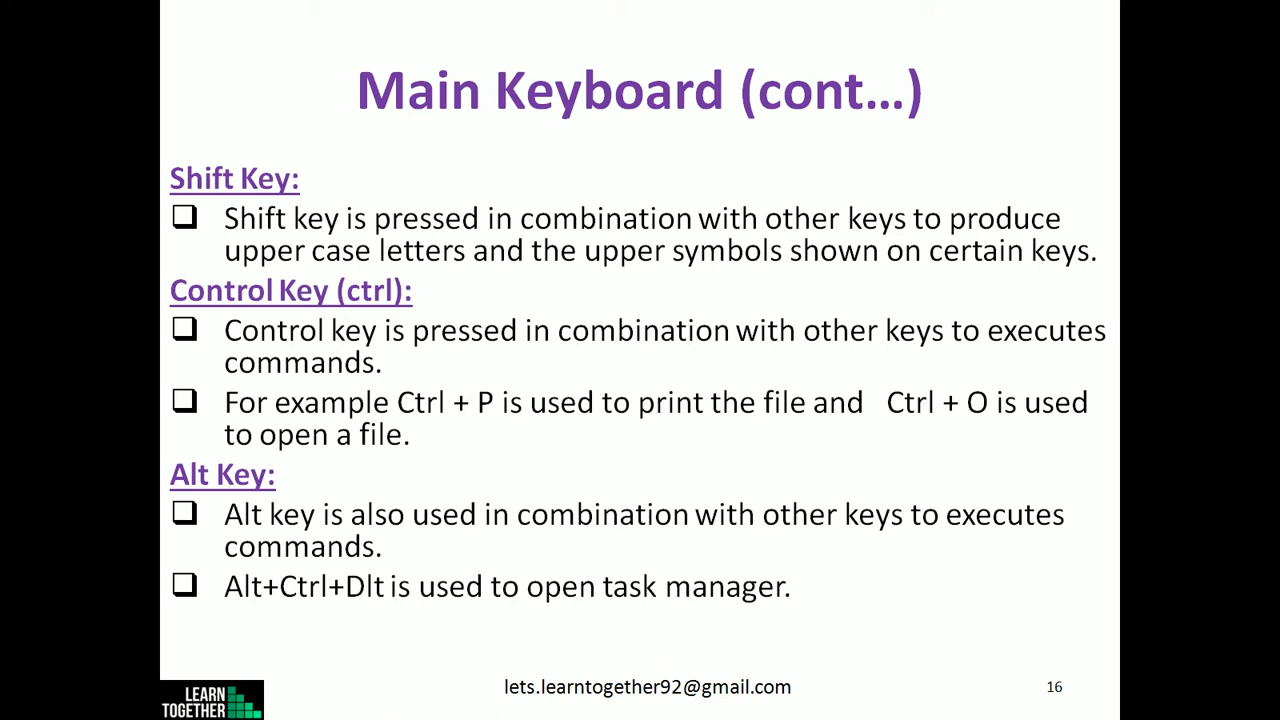 Main Keyboard (cont…)
Shift Key:
Shift key is pressed in combination with other keys to produce
upper case letters and the upper symbols shown on certain keys.
Control Key (ctrl):
Control key is pressed in combination with other keys to executes
commands.
For example Ctrl + P is used to print the file and Ctrl + O is used
to open a file.
Alt Key:
Alt key is also used in combination with other keys to executes
commands.
Alt+Ctrl+Dlt is used to open task manager.
LEARN
TOGETHER
lets.learntogether92@gmail.com
16